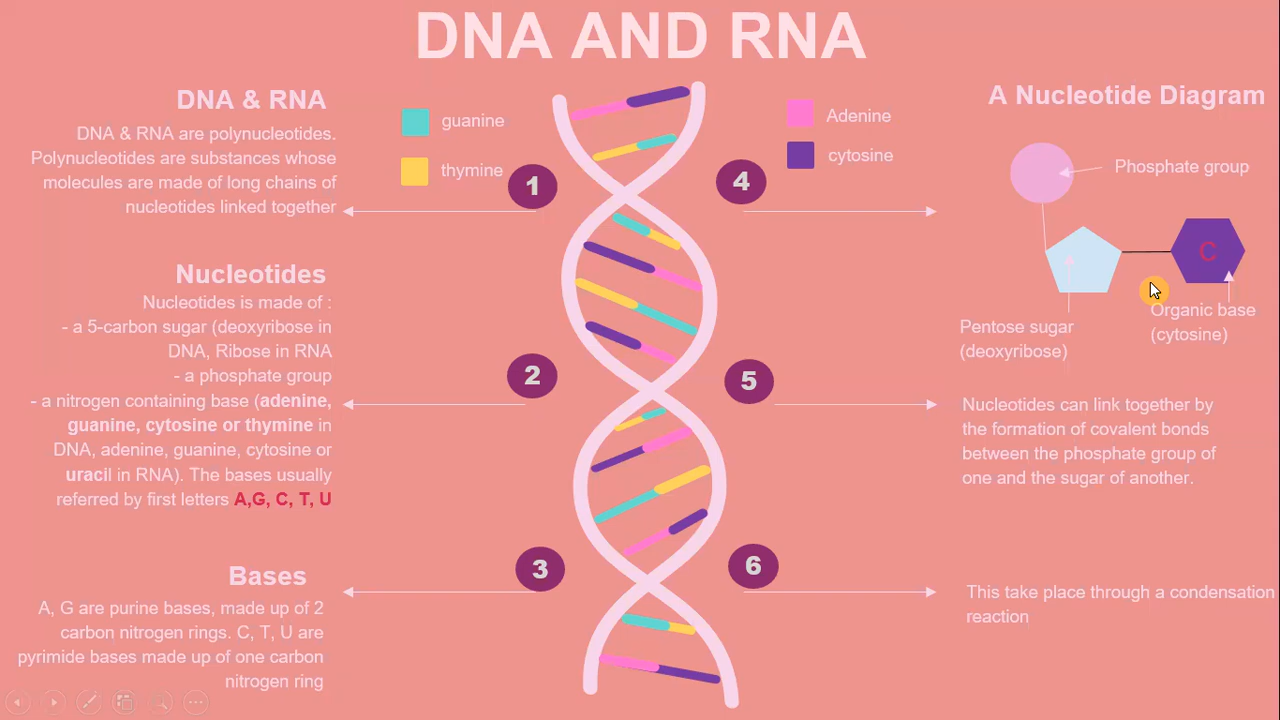 DNA AND RNA
DNA & RNA
DNA & RNA are polynucleotides.
Polynucleotides are substances whose
molecules are made of long chains of
nucleotides linked together
Nucleotides
Nucleotides is made of :
- a 5-carbon sugar (deoxyribose in
DNA, Ribose in RNA
- a phosphate group
- a nitrogen containing base (adenine,
guanine, cytosine or thymine in
DNA, adenine, guanine, cytosine or
uracil in RNA). The bases usually
referred by first letters A,G, C, T, U
Bases
A, G are purine bases, made up of 2
carbon nitrogen rings. C, T, U are
pyrimide bases made up of one carbon
nitrogen ring
guanine
thymine
1
2
3
Adenine
cytosine
4
5
6
A Nucleotide Diagram
Phosphate group
C
Pentose sugar
(deoxyribose)
Organic base
(cytosine)
Nucleotides can link together by
the formation of covalent bonds
between the phosphate group of
one and the sugar of another.
This take place through a condensation
reaction